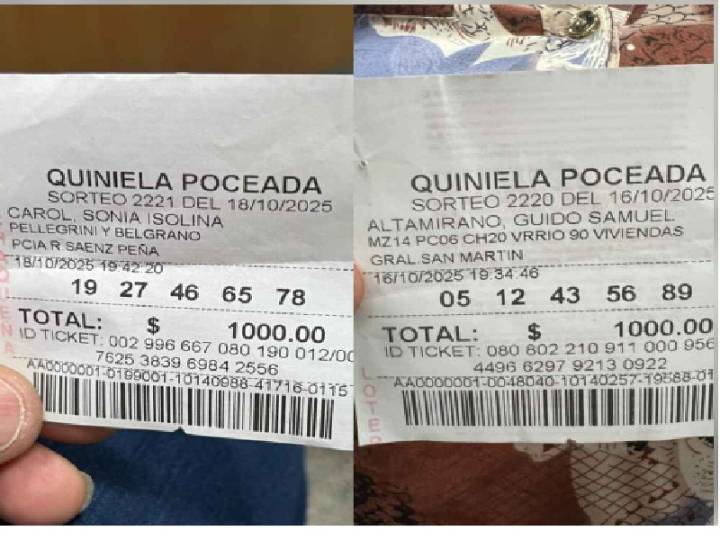 QUINIELA POCEADA
SORTEO 2221 DEL 18/10/2025
CAROL, SONIA ISOLINA
PELLEGRINI Y BELGRANO
PCIA R SAENZ PEÑA
18/10/2025 19:42:20
19 27 46 65 78
TOTAL: $ 1000.00
ID TICKET: 002 996 667 080 190 012/00
7625 3839 6984 2556
AA0000001-0199001-10140988-41716-0115
QUINIELA POCEADA
SORTEO 2220 DEL 16/10/2025
ALTAMIRANO, GUIDO SAMUEL
MZ14 PC06 CH20 VRRIO 90 VIVIENDAS
GRAL.SAN MARTIN
16/10/2025 19:34:46
05 12 43 56 89
TOTAL: $ 1000.00
ID TICKET: 080 602 210 911 000 956
4496 6297 9213 0922
AA0000001-0048040-10140257-19588-01